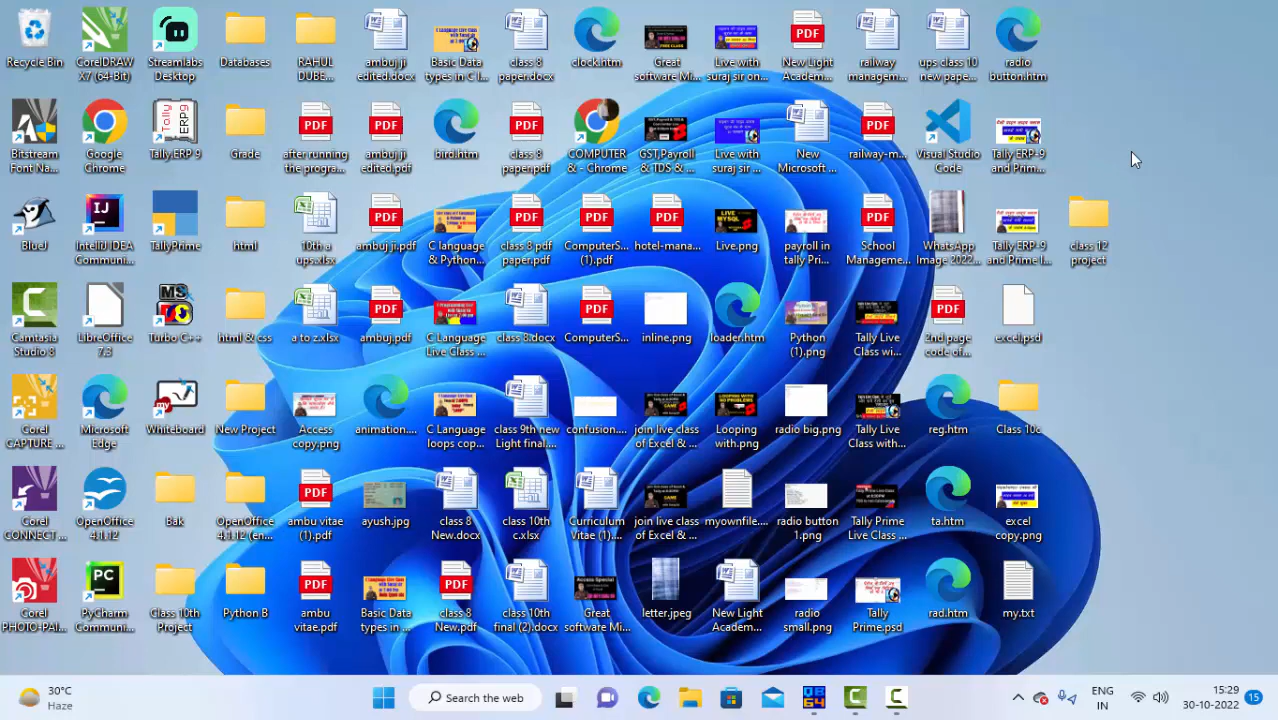 Recycle Bin
CorelDRAW
X7 (64-Bit)
Streamlabs
Desktop
Databases
RAHUL
DUBE...
ambu ji
edited.docx
Basic Data
types in C l...
class 8
paper.docx
clock.htm
Great
software Mi...
Live with
suraj sir on...
New Light
Academ...
railway
managem...
ups class 10
new pape...
radio
button.htm
Bitstream
Font Na...
Google
Chrome
Tally.ERP 9
Grade
after running
the progra...
ambu ji
edited.pdf
bird.htm
class 8
paper.pdf
COMPUTER
& - Chrome
GST,Payroll
& TDS & ...
Live with
suraj sir ...
New
Microsoft ...
railway-m...
Visual Studio
Code
Tally ERP-9
and Prim...
BlueJ
IntelliJ IDEA
Communi...
TallyPrime
html
10th a
ups.xlsx
ambuj ji.pdf
C language
& Python...
class 8 pdf
paper.pdf
ComputerS...
(1).pdf
hotel-mana...
Live.png
payroll in
tally Pri...
School
Manageme...
WhatsApp
Image 2022...
Tally ERP-9
and Prime l...
class 12
project
Camtasia
Studio 8
LibreOffice
7.3
Turbo C++
html & css
a to z.xlsx
ambuj.pdf
C Language
Live Class ...
class 8.docx
ComputerS...
inline.png
loader.htm
Python
(1).png
Tally Live
Class wi...
2nd page
code of...
excel.psd
Corel
CAPTURE ...
Microsoft
Edge
Whiteboard
New Project
Access
copy.png
animation....
C Language
loops cop...
class 9th new
Light final....
confusion....
join live class
of Excel & ...
Looping
with.png
radio big.png
Tally Live
Class with...
reg.htm
Class 10c
Corel
CONNECT ...
OpenOffice
4.1.12
Bak
OpenOffice
4.1.12 (en...
ambu vitae
(1).pdf
ayush.jpg
class 8
New.docx
class 10th
c.xlsx
Curriculum
Vitae (1)....
join live class
of Excel & ...
myownfile....
radio button
1.png
Tally Prime
Live Class ...
ta.htm
excel
copy.png
Corel
PHOTO-PAI...
PyCharm
Communi...
Class 10th
Project
Python B
ambu
vitae.pdf
Basic Data
types in ...
class 8
New.pdf
class 10th
final (2).docx
Great
software Mi...
letter.jpeg
New Light
Academ...
radio
small.png
Tally
Prime.psd
rad.htm
my.txt
30°C
Haze
Search the web
ENG
IN
15:28
30-10-2022
15